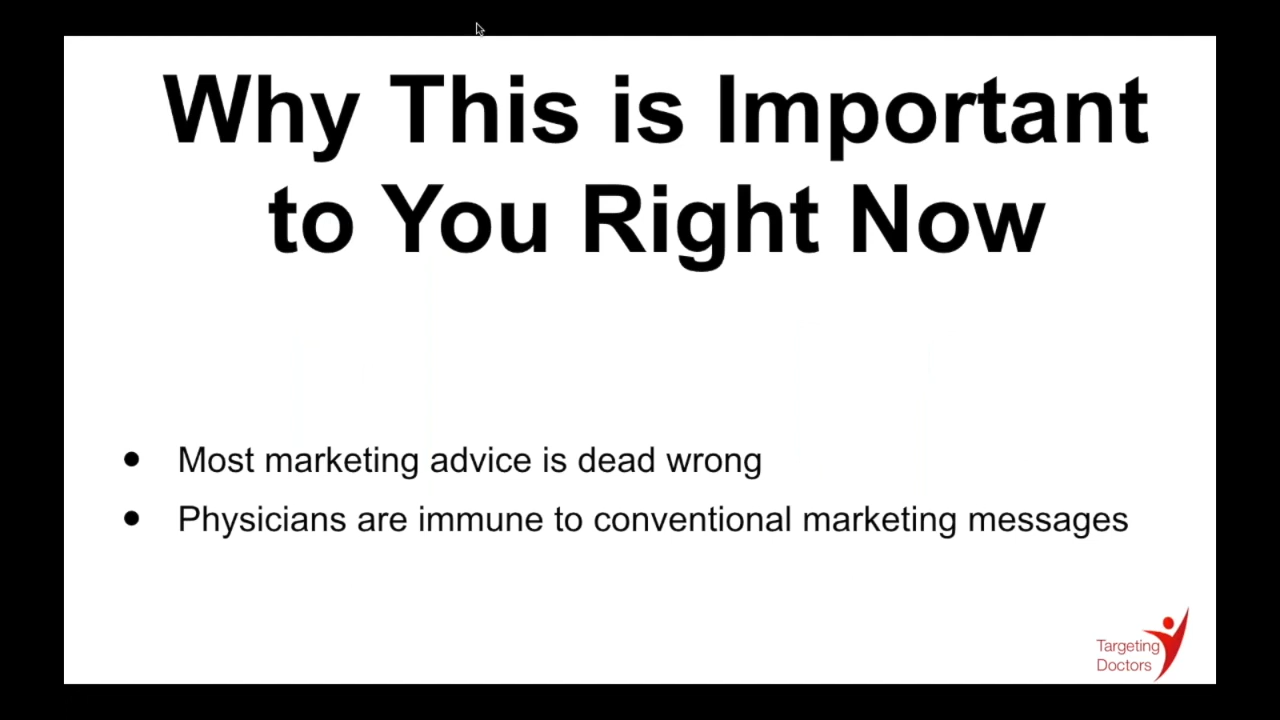 Why This is Important
to You Right Now
● Most marketing advice is dead wrong
● Physicians are immune to conventional marketing messages
Targeting
Doctors